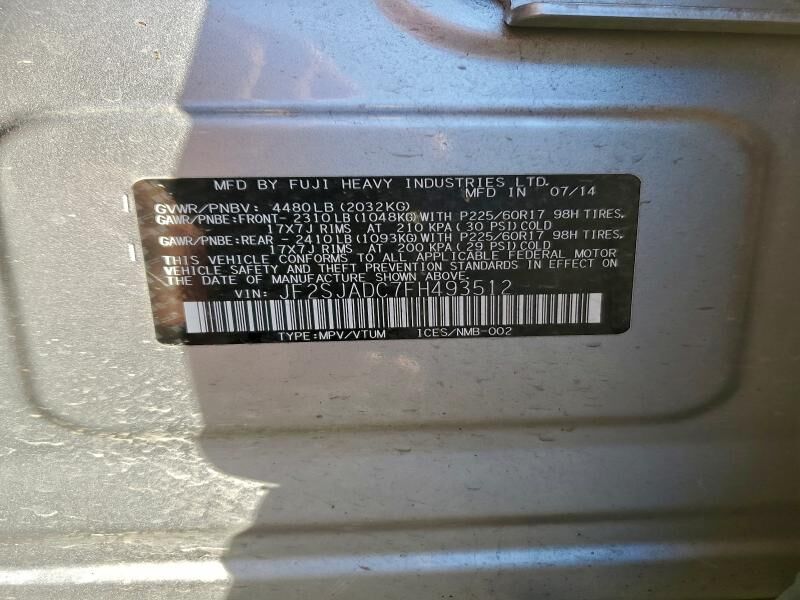 MFD BY FUJI HEAVY INDUSTRIES LTD.
MFD IN 07/14
GVWR/PNBV: 4480LB(2032KG)
GAWR/PNBE:FRONT- 2310LB(1048KG)WITH P225/60R17 98H TIRES,
17X7J RIMS AT 210 KPA(30 PSI)COLD
GAWR/PNBE:REAR - 2410LB(1093KG)WITH P225/60R17 98H TIRES,
17X7J RIMS AT 200 KPA(29 PSI)COLD
THIS VEHICLE CONFORMS TO ALL APPLICABLE FEDERAL MOTOR
VEHICLE SAFETY AND THEFT PREVENTION STANDARDS IN EFFECT ON
THE DATE OF MANUFACTURE SHOWN ABOVE.
VIN: JF2SJADC7FH493512
TYPE:MPV/VTUM ICES/NMB-002